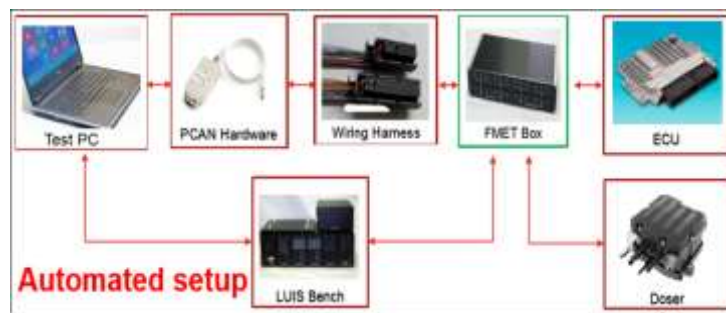 Test PC
PCAN Hardware
Wiring Harness
FMET Box
ECU
Automated setup
LUIS Bench
Doser